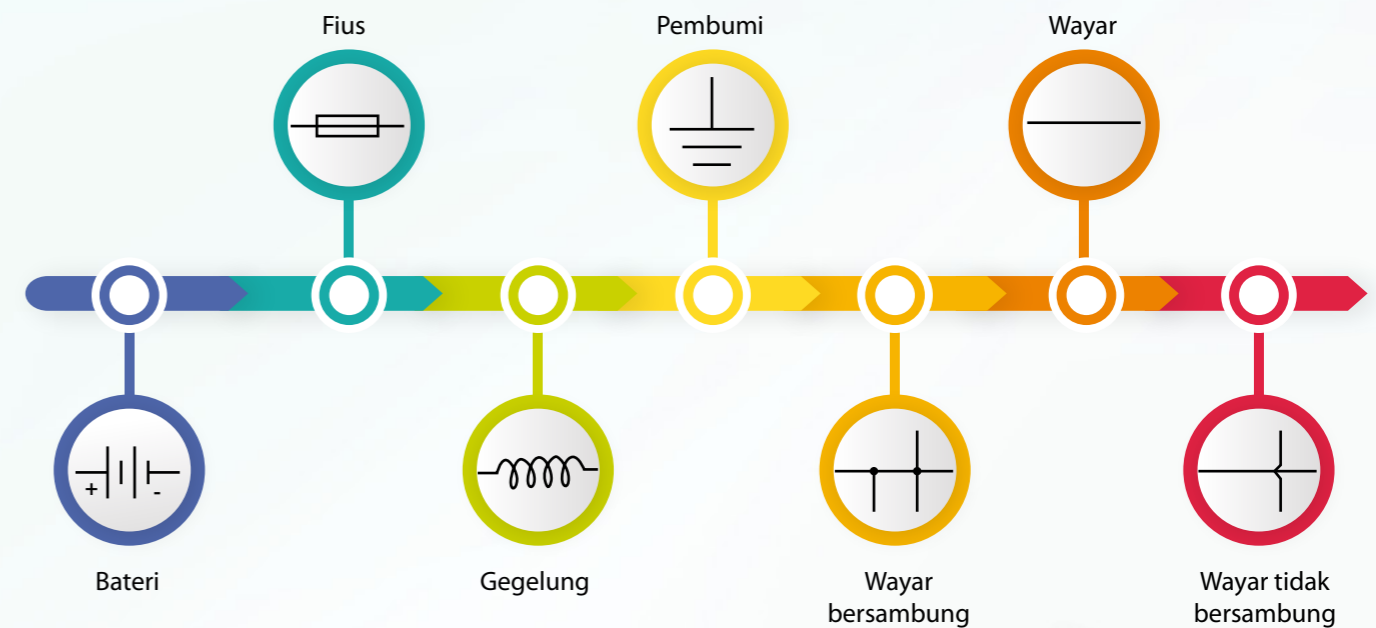 Fius
Pembumi
Wayar
+ -
Bateri
Gegelung
Wayar
bersambung
Wayar tidak
bersambung